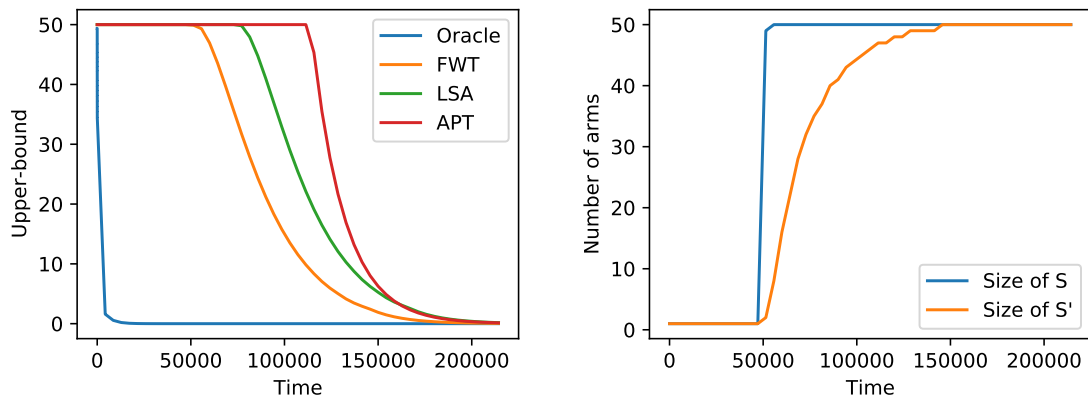 Upper-bound
50
40
30
20
10
0
0 50000 100000 150000 200000
Time
Oracle
FWT
LSA
APT
Number of arms
50
40
30
20
10
0
0 50000 100000 150000 200000
Time
Size of S
Size of S'